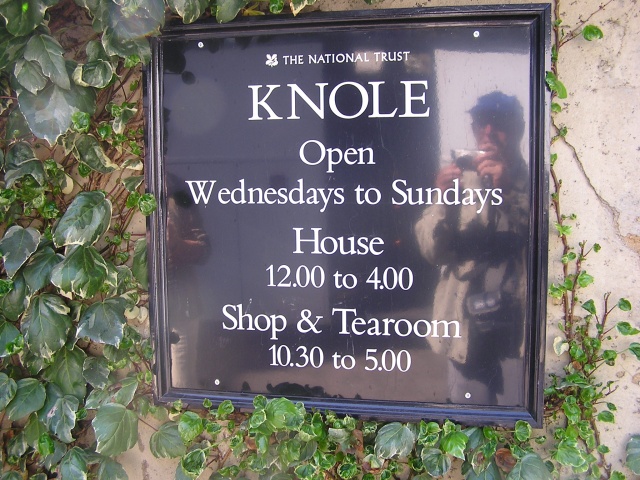 THE NATIONAL TRUST
KNOLE
Open
Wednesdays to Sundays
House
12.00 to 4.00
Shop & Tearoom
10.30 to 5.00